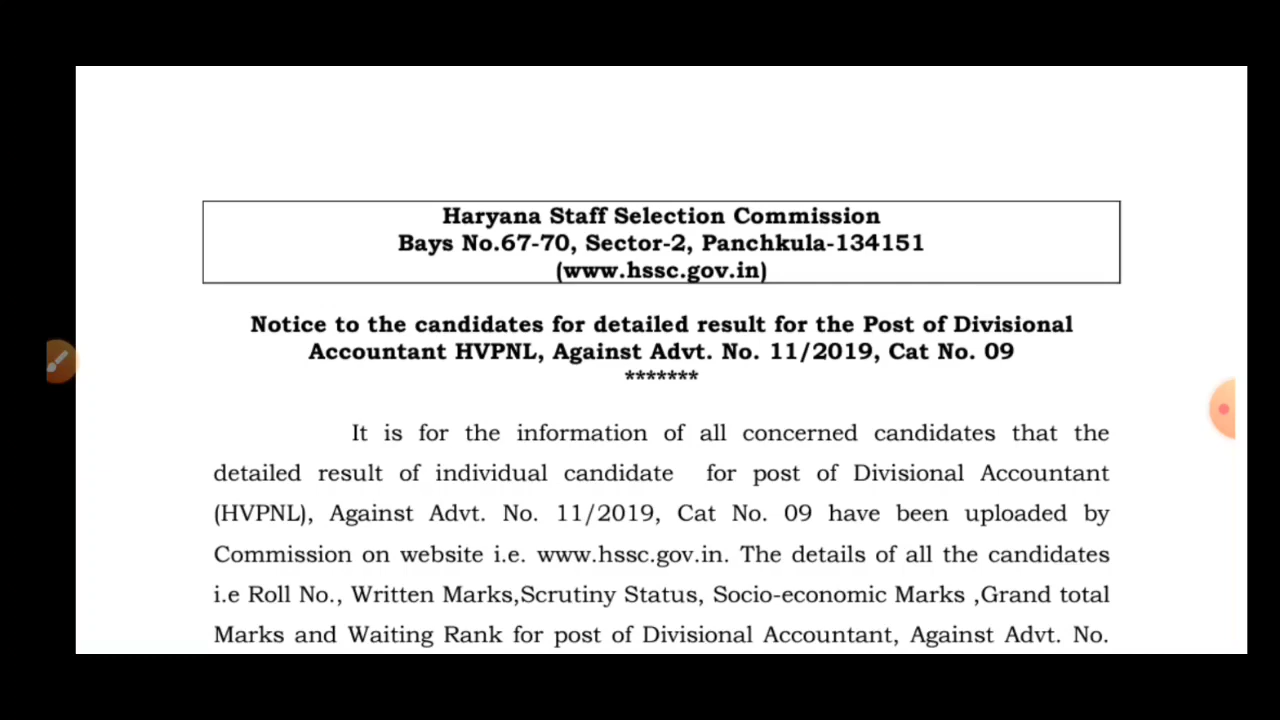 Haryana Staff Selection Commission
Bays No.67-70, Sector-2, Panchkula-134151
(www.hssc.gov.in)
Notice to the candidates for detailed result for the Post of Divisional
Accountant HVPNL, Against Advt. No. 11/2019, Cat No. 09
*******
It is for the information of all concerned candidates that the
detailed result of individual candidate for post of Divisional Accountant
(HVPNL), Against Advt. No. 11/2019, Cat No. 09 have been uploaded by
Commission on website i.e. www.hssc.gov.in. The details of all the candidates
i.e Roll No., Written Marks,Scrutiny Status, Socio-economic Marks ,Grand total
Marks and Waiting Rank for post of Divisional Accountant, Against Advt. No.